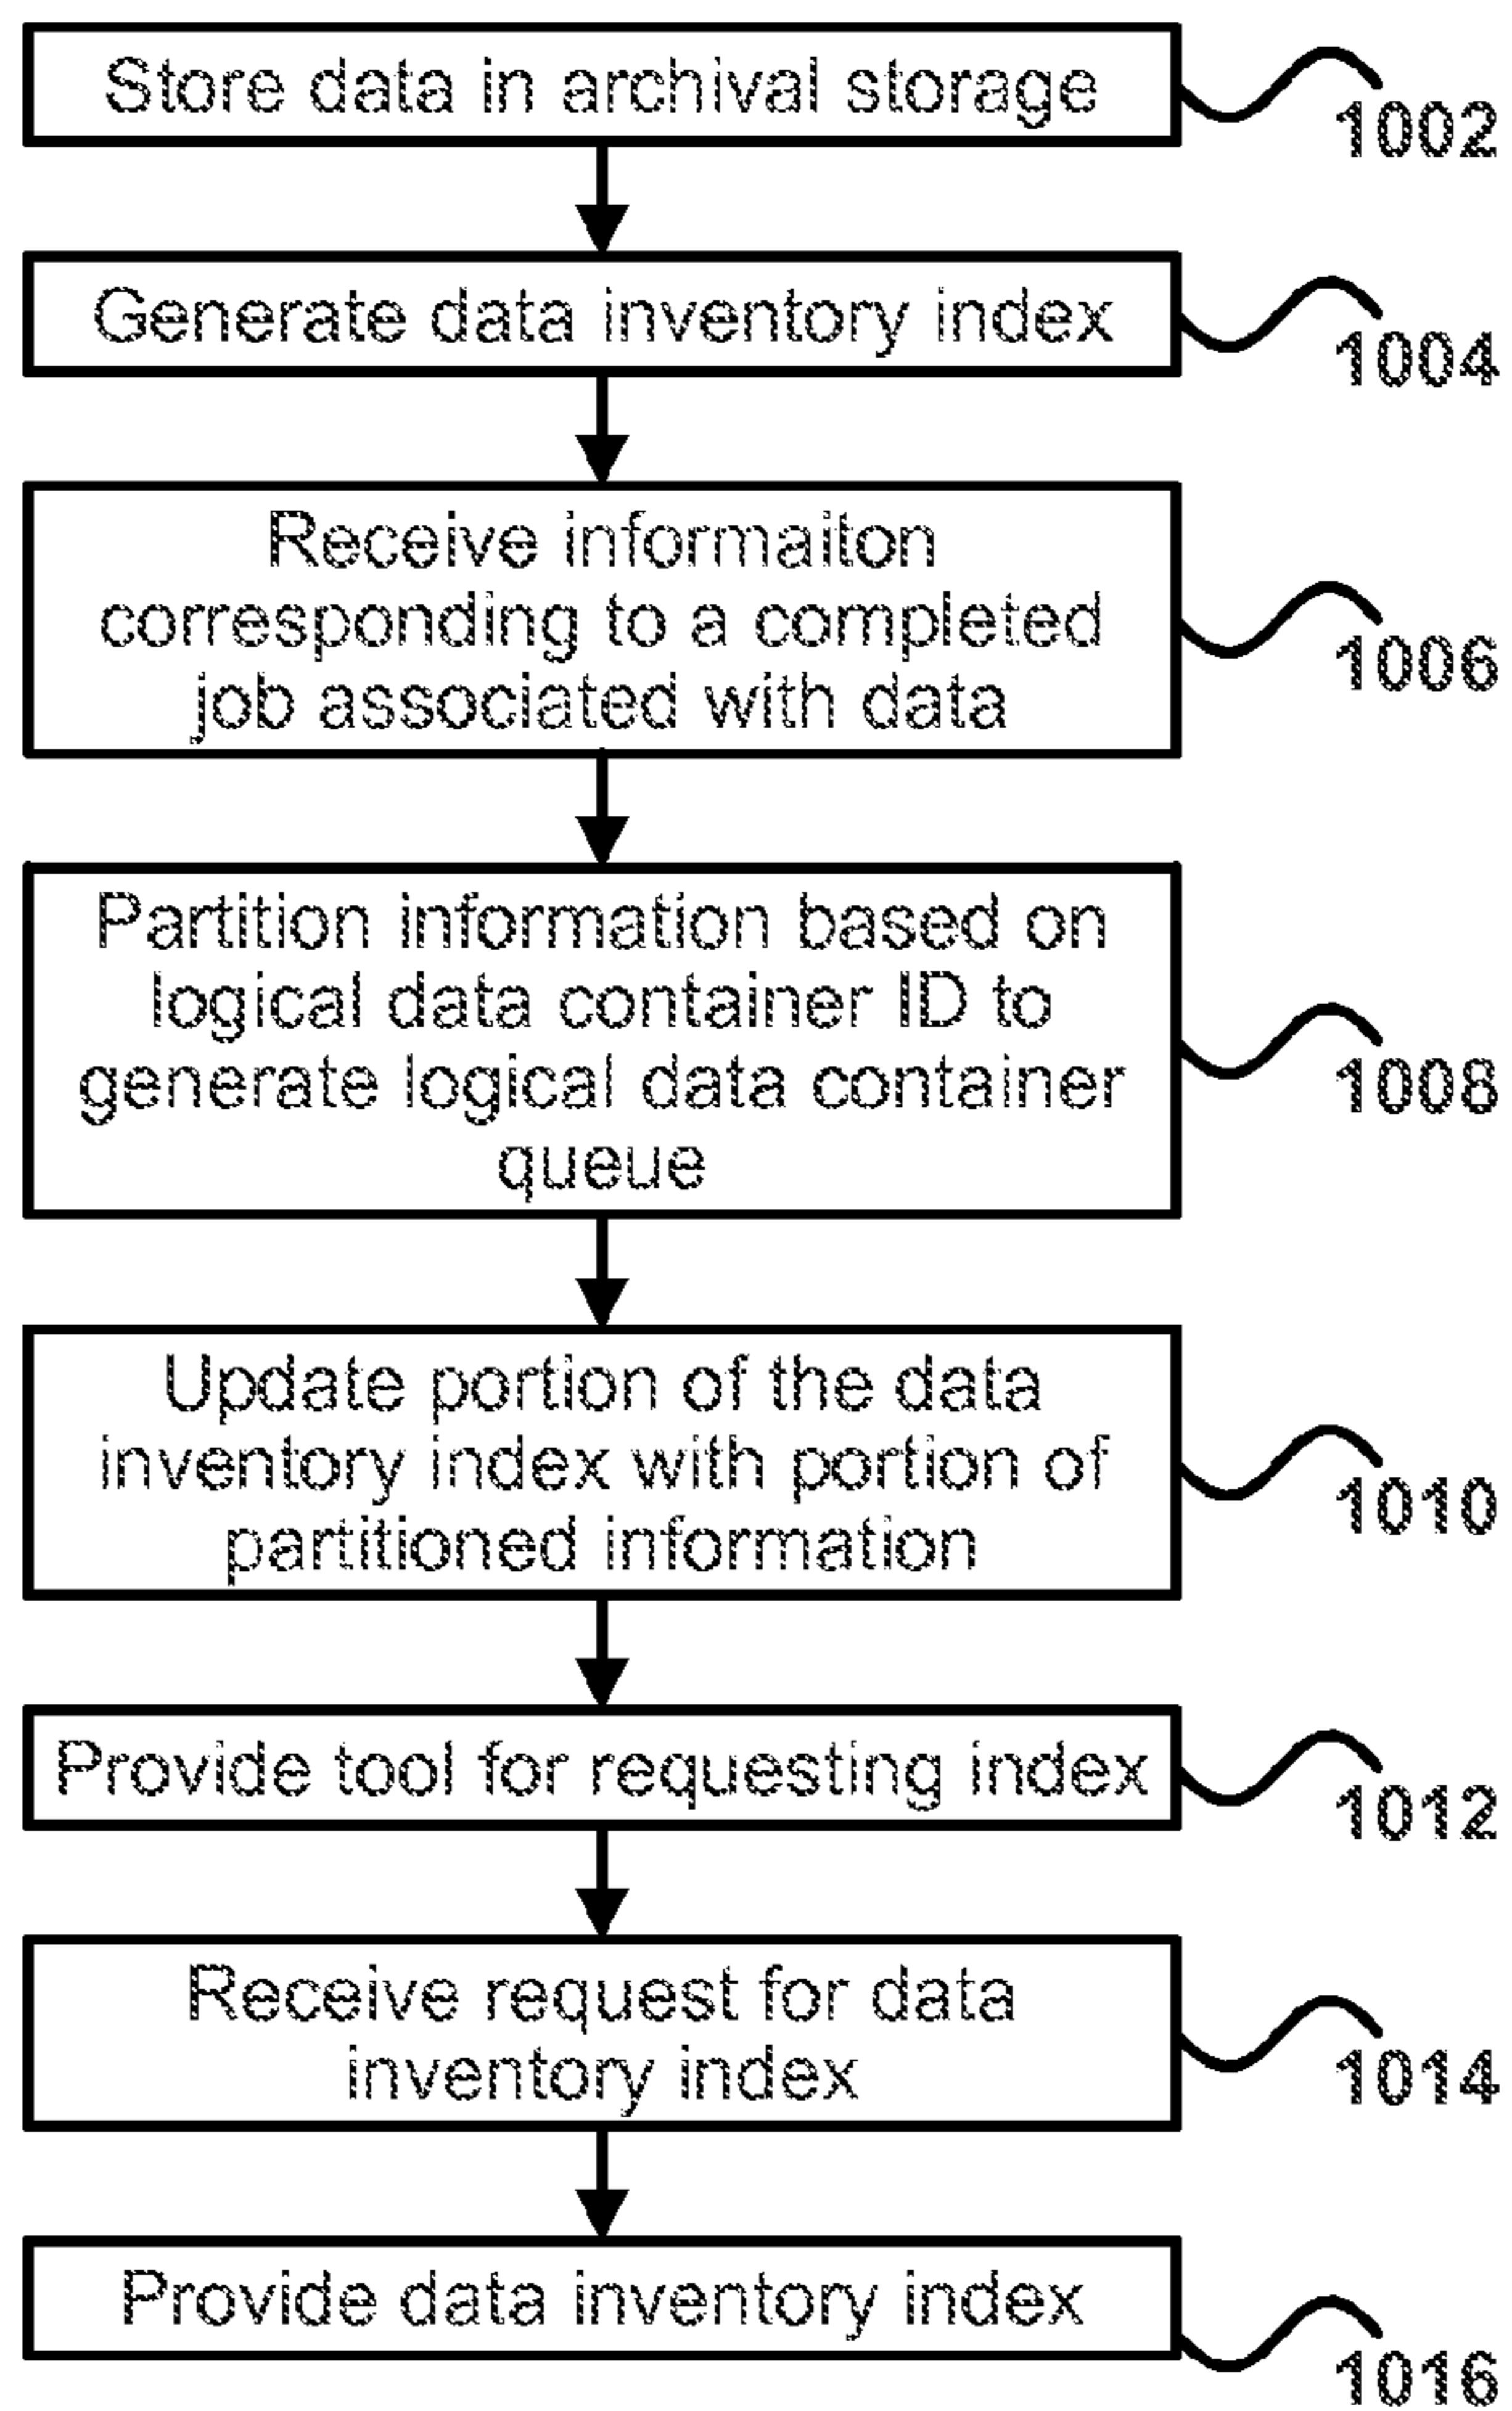 Store data in archival storage
1002
Generate data inventory index
1004
Receive informaiton
corresponding to a completed
job associated with data
1006
Partition information based on
logical data container ID to
generate logical data container
queue
1008
Update portion of the data
inventory index with portion of
partitioned information
1010
Provide tool for requesting index
1012
Receive request for data
inventory index
1014
Provide data inventory index
1016